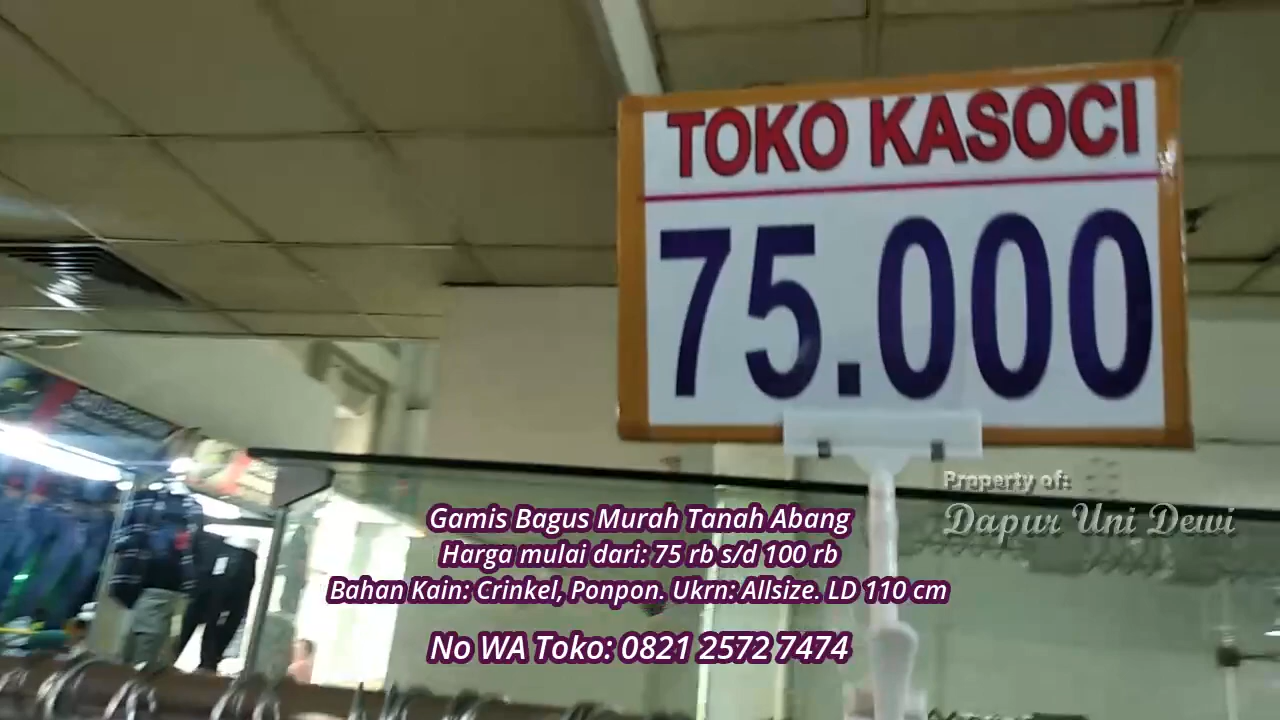 TOKO KASOCI
75.000
Property of:
Dapur Uni Dewi
Gamis Bagus Murah Tanah Abang
Harga mulai dari: 75 rb s/d 100 rb
Bahan Kain: Crinkel, Ponpon. Ukrn: Allsize. LD 110 cm
No WA Toko: 0821 2572 7474